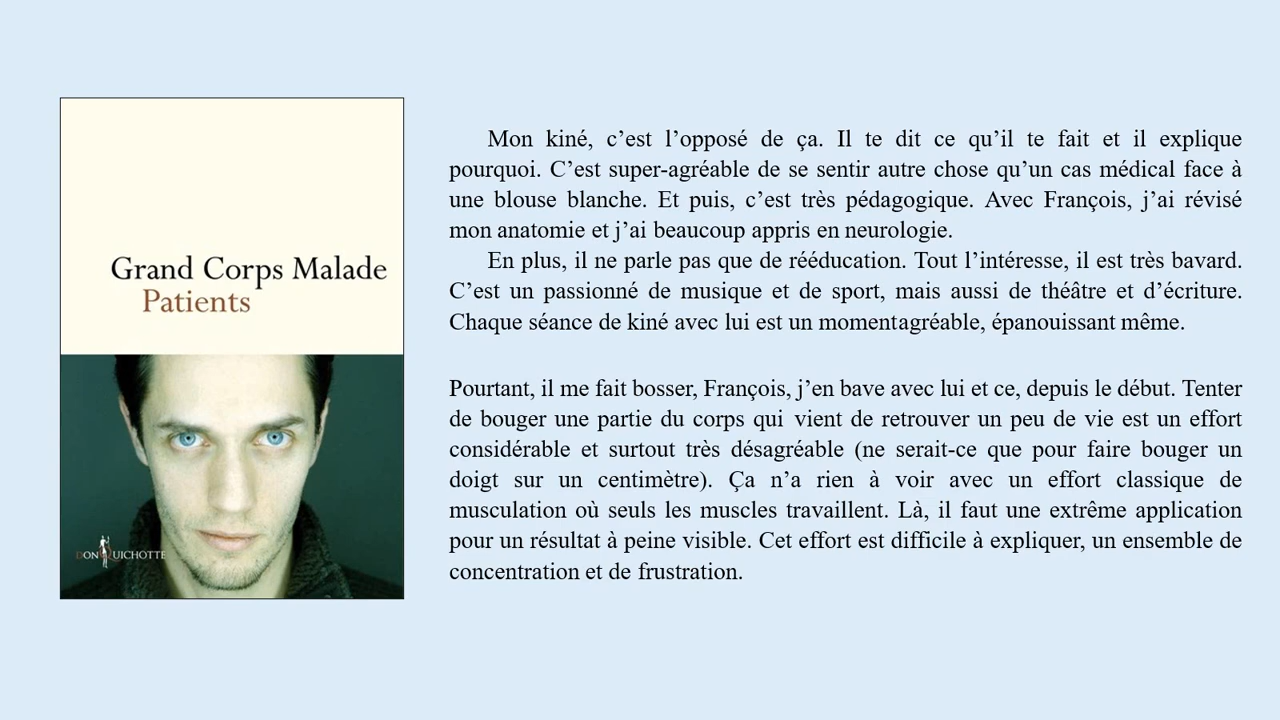 Grand Corps Malade
Patients
DON QUICHOTTE
Mon kiné, c’est l’opposé de ça. Il te dit ce qu’il te fait et il explique
pourquoi. C’est super-agréable de se sentir autre chose qu’un cas médical face à
une blouse blanche. Et puis, c’est très pédagogique. Avec François, j’ai révisé
mon anatomie et j’ai beaucoup appris en neurologie.
En plus, il ne parle pas que de rééducation. Tout l’intéresse, il est très bavard.
C’est un passionné de musique et de sport, mais aussi de théâtre et d’écriture.
Chaque séance de kiné avec lui est un momentagréable, épanouissant même.
Pourtant, il me fait bosser, François, j’en bave avec lui et ce, depuis le début. Tenter
de bouger une partie du corps qui vient de retrouver un peu de vie est un effort
considérable et surtout très désagréable (ne serait-ce que pour faire bouger un
doigt sur un centimètre). Ça n’a rien à voir avec un effort classique de
musculation où seuls les muscles travaillent. Là, il faut une extrême application
pour un résultat à peine visible. Cet effort est difficile à expliquer, un ensemble de
concentration et de frustration.